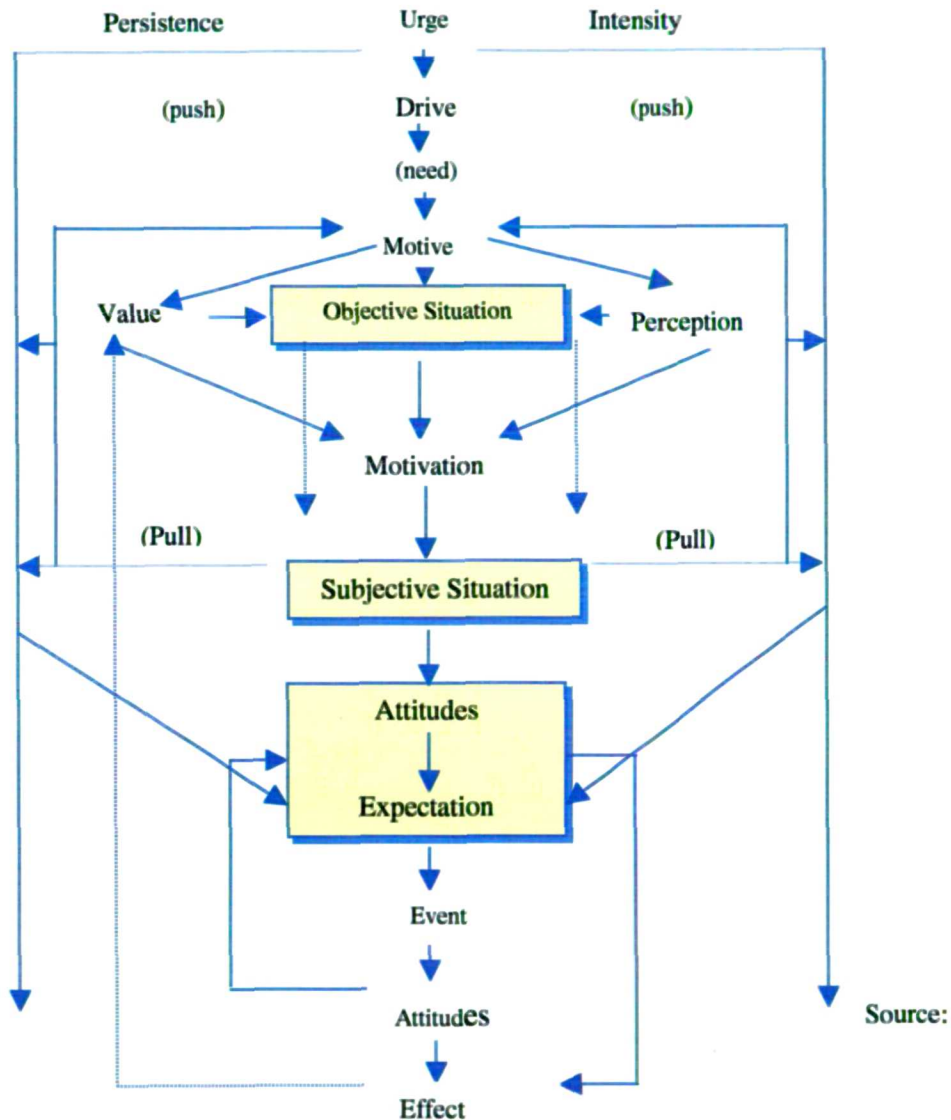 Persistence Urge Intensity
(push) Drive (push)
(need)
Motive
Value Objective Situation Perception
Motivation
(Pull) (Pull)
Subjective Situation
Attitudes
Expectation
Event
Attitudes Source:
Effect